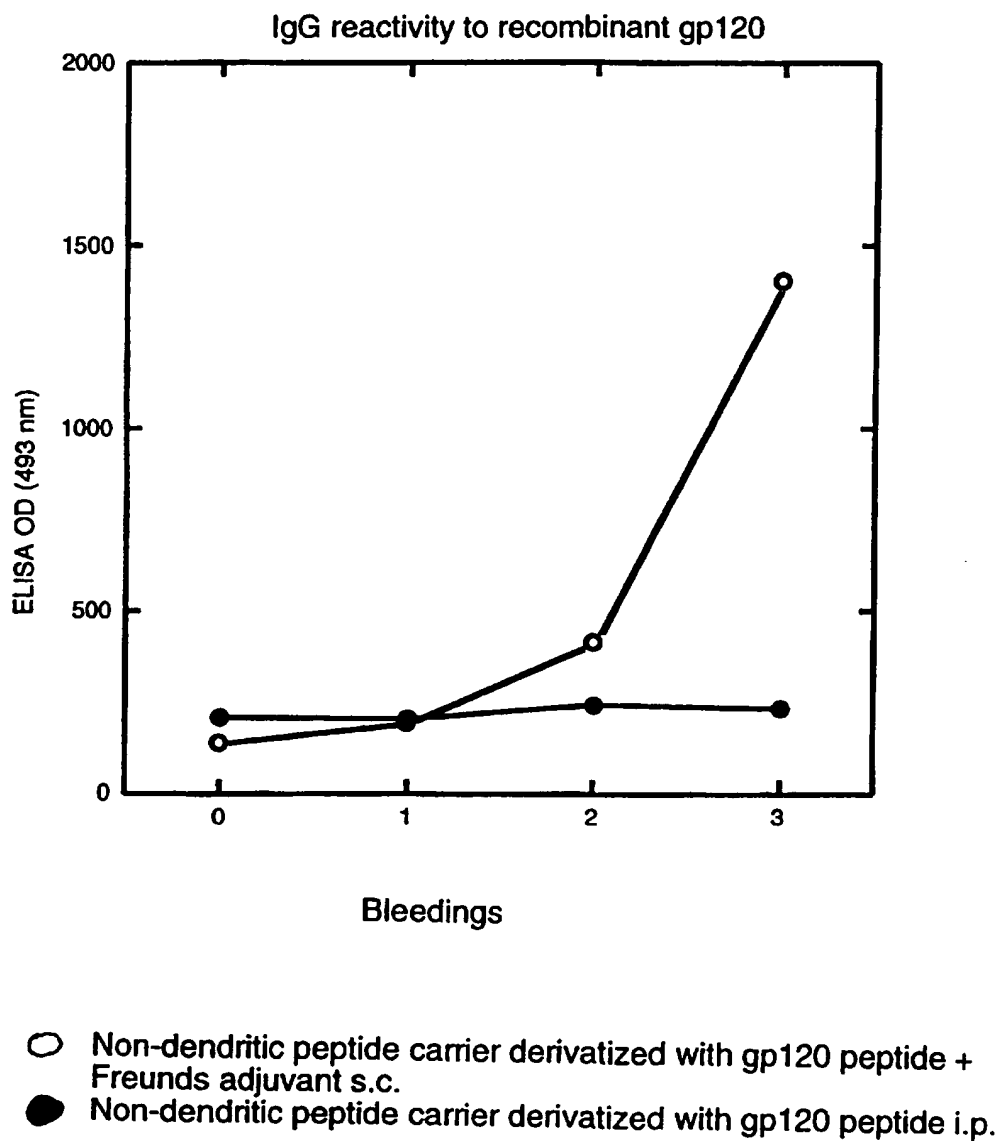 IgG reactivity to recombinant gp120
2000
1500
1000
500
0
ELISA OD (493 nm)
0 1 2 3
Bleedings
Non-dendritic peptide carrier derivatized with gp120 peptide +
Freunds adjuvant s.c.
Non-dendritic peptide carrier derivatized with gp120 peptide i.p.